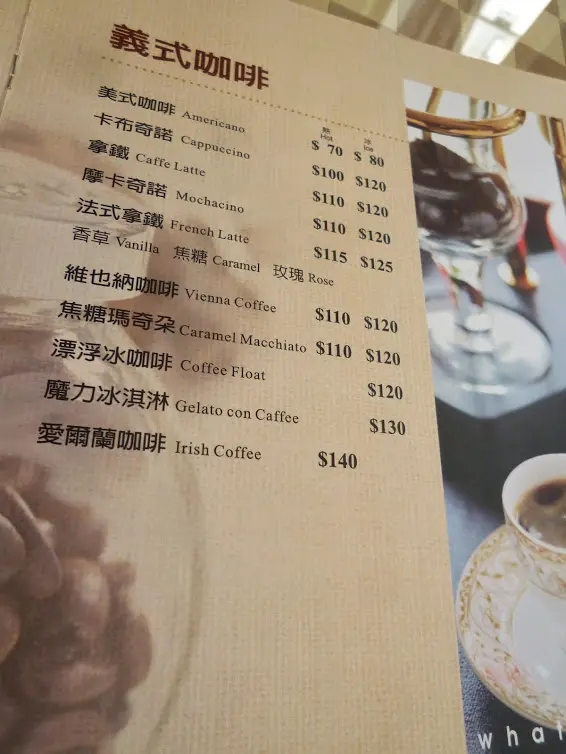 義式咖啡
熱 冰
Hot Ice
美式咖啡 Americano $ 70 $ 80
卡布奇諾 Cappuccino $100 $120
拿鐵 Caffe Latte $110 $120
摩卡奇諾 Mochacino $110 $120
法式拿鐵 French Latte $115 $125
香草 Vanilla 焦糖 Caramel 玫瑰 Rose
維也納咖啡 Vienna Coffee $110 $120
焦糖瑪奇朵 Caramel Macchiato $110 $120
漂浮冰咖啡 Coffee Float $120
魔力冰淇淋 Gelato con Caffee $130
愛爾蘭咖啡 Irish Coffee $140